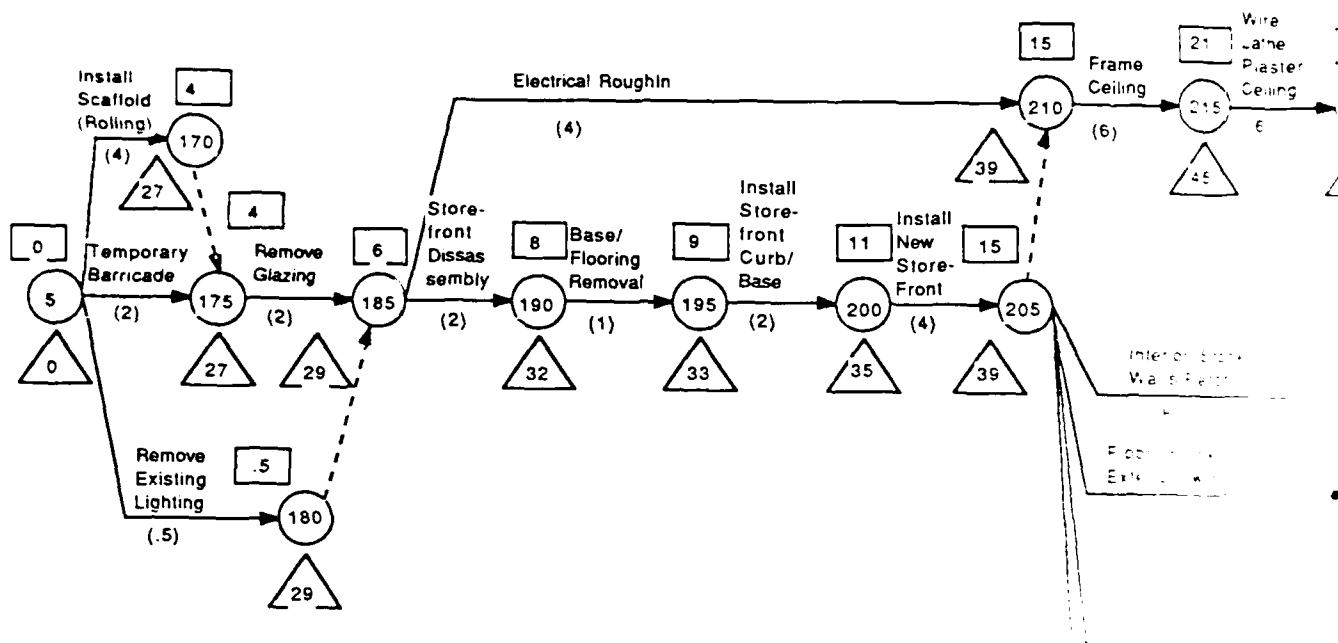 Install
Scaffold
(Rolling)
4
(4)
170
27
0
5
0
Temporary
Barricade
(2)
4
175
27
Remove
Glazing
(2)
Remove
Existing
Lighting
(.5)
.5
180
29
6
185
29
Electrical RoughIn
(4)
Store-
front
Dissas
sembly
(2)
8
190
32
Base/
Flooring
Removal
(1)
9
195
33
Install
Store-
front
Curb/
Base
(2)
11
200
35
Install
New
Store-
Front
(4)
15
205
39
15
210
39
Frame
Ceiling
(6)
21
215
45
Wire
Lathe
Plaster
Ceiling
6
Interior